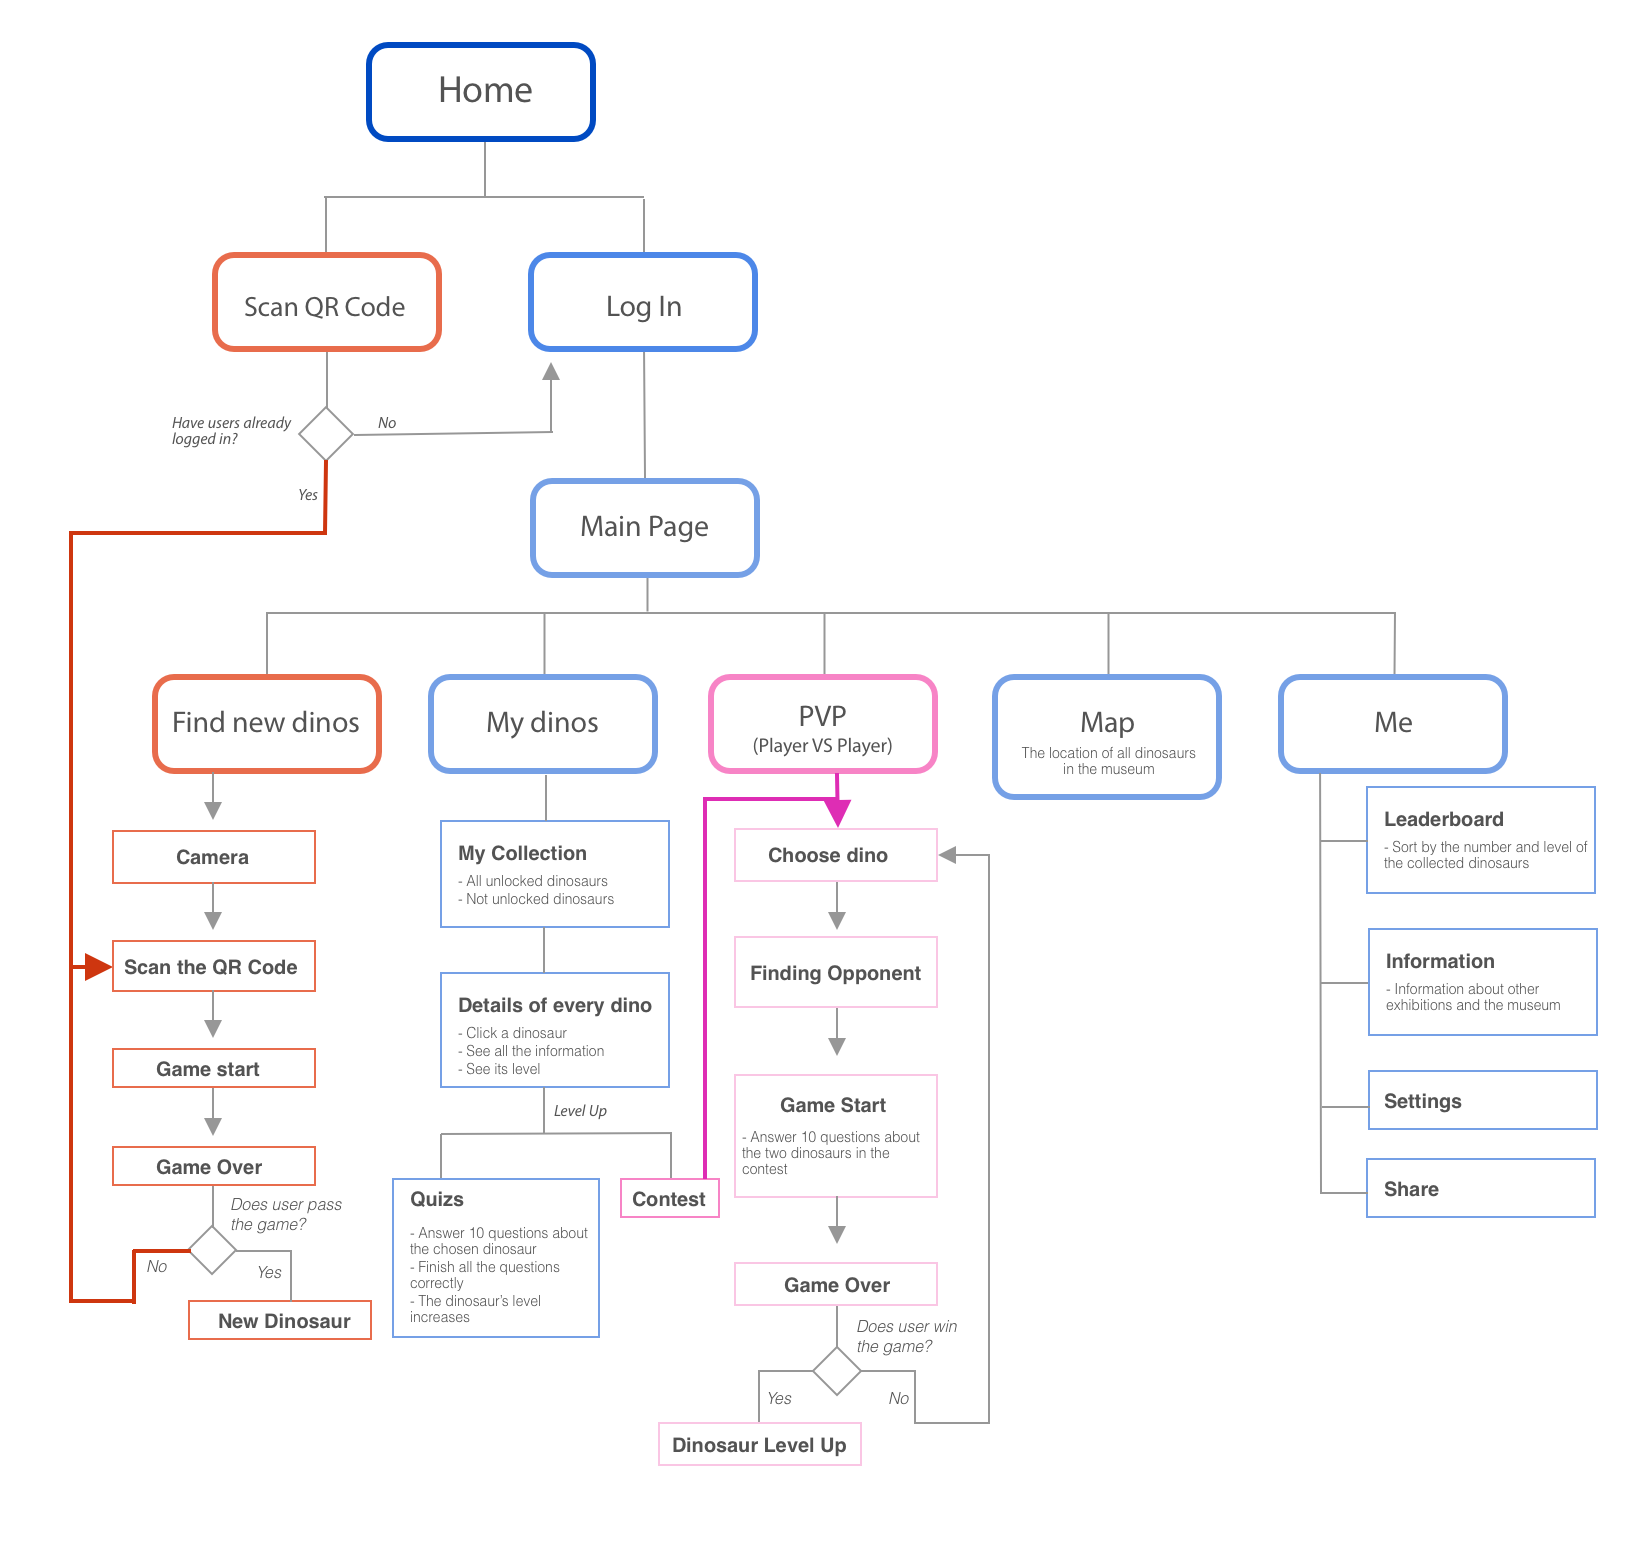 Home
Scan QR Code
Log In
Have users already
logged in?
No
Yes
Main Page
Find new dinos
My dinos
PVP
(Player VS Player)
Map
The location of all dinosaurs
in the museum
Me
Camera
Scan the QR Code
Game start
Game Over
Does user pass
the game?
No
Yes
New Dinosaur
My Collection
- All unlocked dinosaurs
- Not unlocked dinosaurs
Details of every dino
- Click a dinosaur
- See all the information
- See its level
Level Up
Quizs
- Answer 10 questions about
the chosen dinosaur
- Finish all the questions
correctly
- The dinosaur's level
increases
Contest
Choose dino
Finding Opponent
Game Start
- Answer 10 questions about
the two dinosaurs in the
contest
Game Over
Does user win
the game?
Yes
No
Dinosaur Level Up
Leaderboard
- Sort by the number and level of
the collected dinosaurs
Information
- Information about other
exhibitions and the museum
Settings
Share